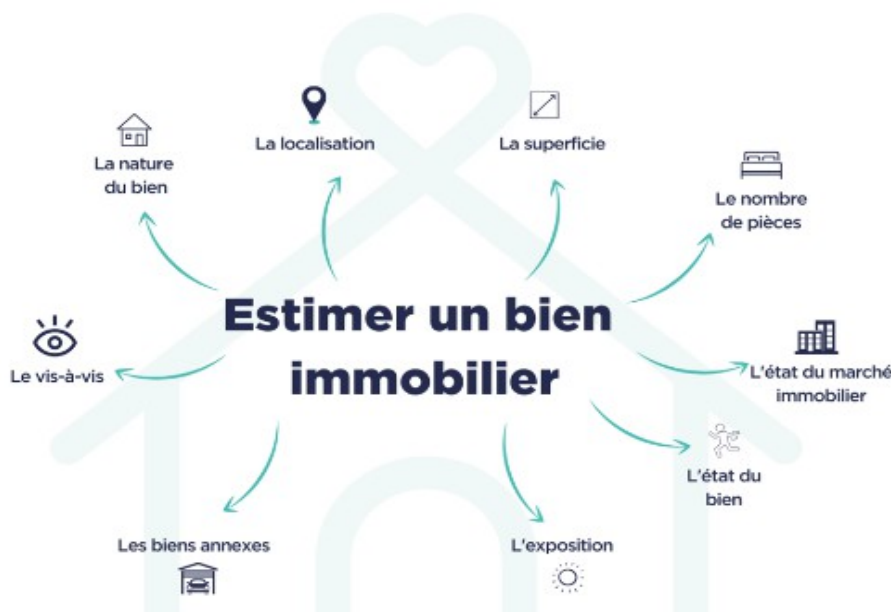 La localisation
La superficie
La nature
du bien
Le nombre
de pièces
Estimer un bien
immobilier
Le vis-à-vis
L'état du marché
immobilier
L'état du
bien
Les biens annexes
L'exposition